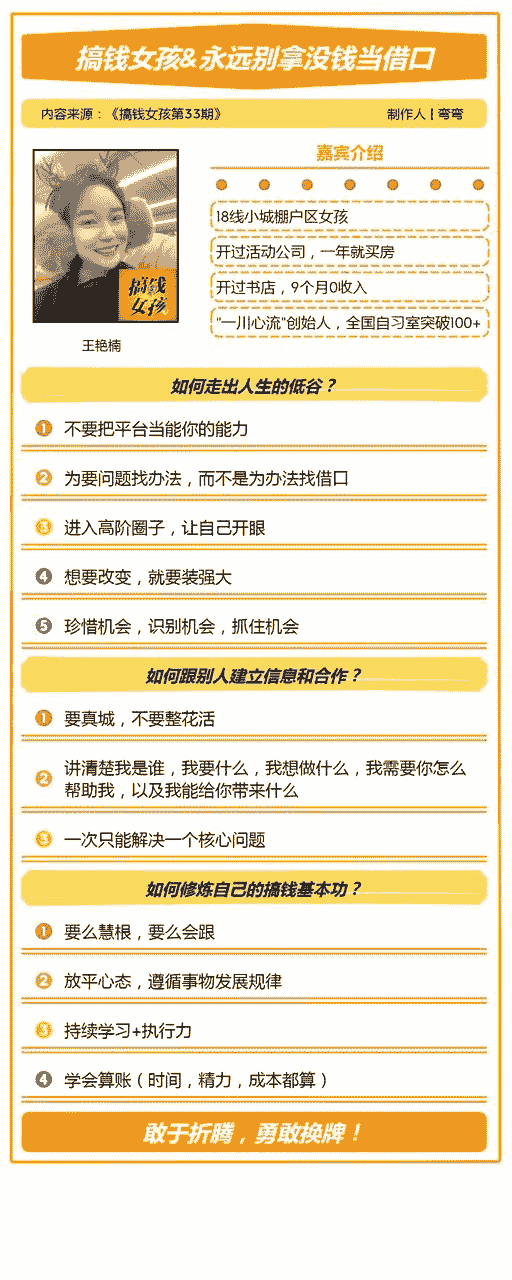 搞钱女孩&永远别拿没钱当借口
内容来源：《搞钱女孩第33期》
制作人 | 弯弯
嘉宾介绍
18线小城棚户区女孩
开过活动公司，一年就买房
开过书店，9个月0收入
“一川心流”创始人，全国自习室突破100+
搞钱
女孩
王艳楠
如何走出人生的低谷？
1 不要把平台当能你的能力
2 为要问题找办法，而不是为办法找借口
3 进入高阶圈子，让自己开眼
4 想要改变，就要装强大
5 珍惜机会，识别机会，抓住机会
如何跟别人建立信息和合作？
1 要真城，不要整花活
2 讲清楚我是谁，我要什么，我想做什么，我需要你怎么
帮助我，以及我能给你带来什么
3 一次只能解决一个核心问题
如何修炼自己的搞钱基本功？
1 要么慧根，要么会跟
2 放平心态，遵循事物发展规律
3 持续学习+执行力
4 学会算账（时间，精力，成本都算）
敢于折腾，勇敢换牌！